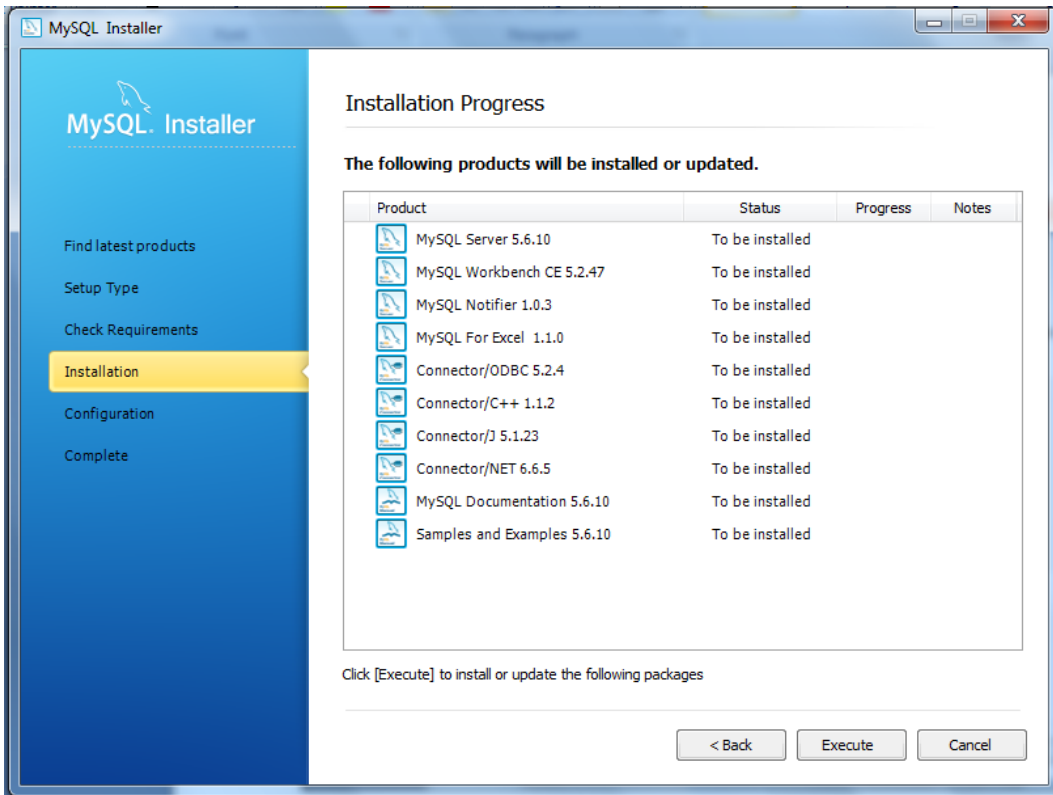 MySQL Installer
MySQL. Installer
Find latest products
Setup Type
Check Requirements
Installation
Configuration
Complete
Installation Progress
The following products will be installed or updated.
Product Status Progress Notes
MySQL Server 5.6.10 To be installed
MySQL Workbench CE 5.2.47 To be installed
MySQL Notifier 1.0.3 To be installed
MySQL For Excel 1.1.0 To be installed
Connector/ODBC 5.2.4 To be installed
Connector/C++ 1.1.2 To be installed
Connector/J 5.1.23 To be installed
Connector/NET 6.6.5 To be installed
MySQL Documentation 5.6.10 To be installed
Samples and Examples 5.6.10 To be installed
Click [Execute] to install or update the following packages
< Back Execute Cancel